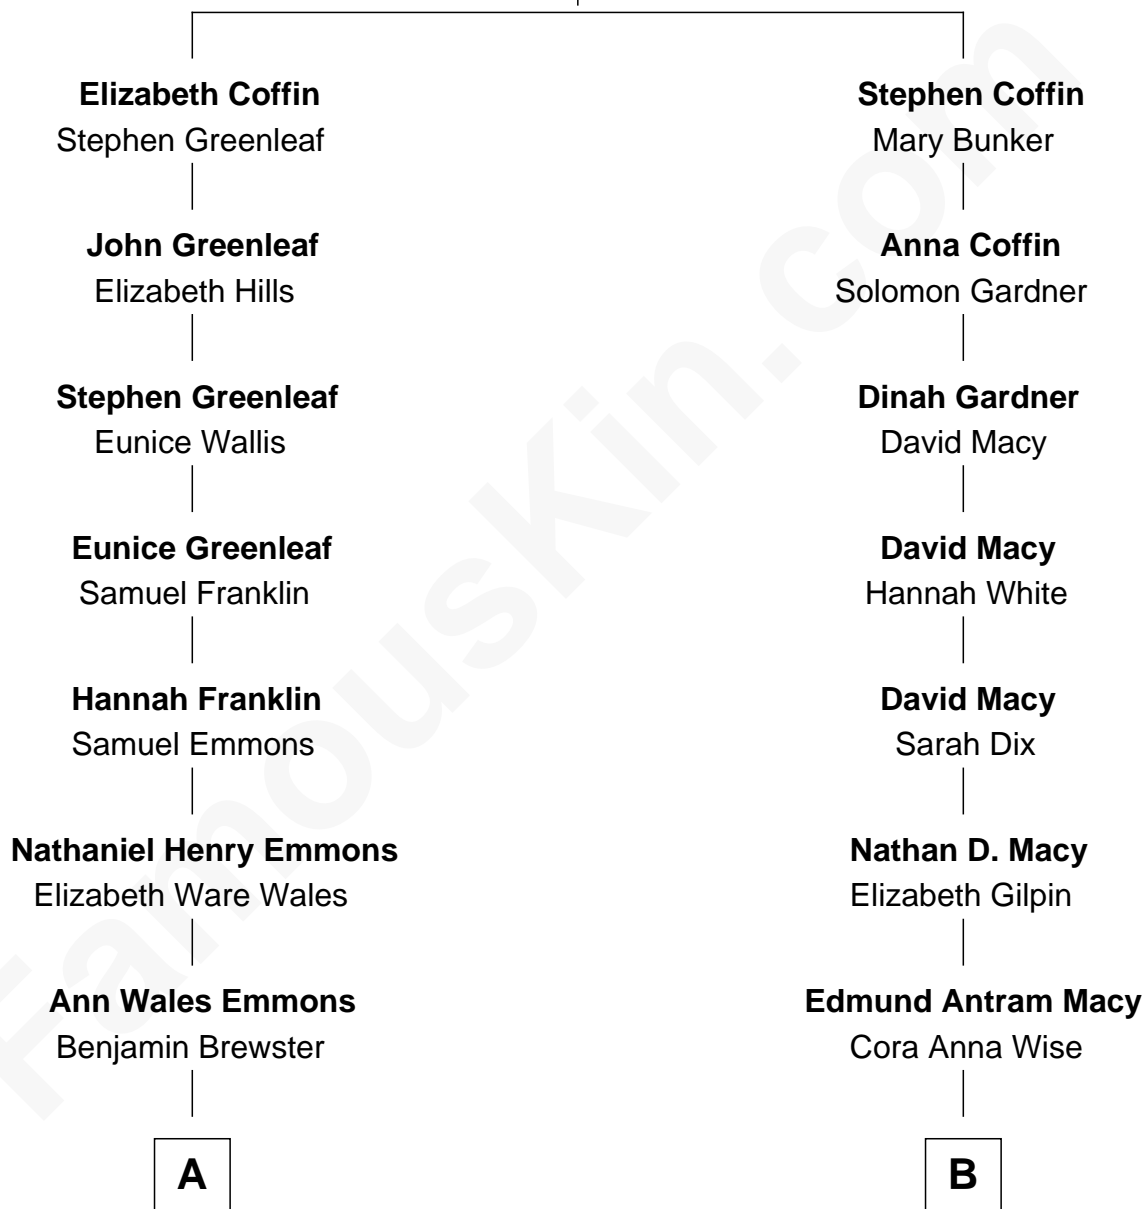 Elizabeth Coffin
Stephen Greenleaf
John Greenleaf
Elizabeth Hills
Stephen Greenleaf
Eunice Wallis
Eunice Greenleaf
Samuel Franklin
Hannah Franklin
Samuel Emmons
Nathaniel Henry Emmons
Elizabeth Ware Wales
Ann Wales Emmons
Benjamin Brewster
A
Stephen Coffin
Mary Bunker
Anna Coffin
Solomon Gardner
Dinah Gardner
David Macy
David Macy
Hannah White
David Macy
Sarah Dix
Nathan D. Macy
Elizabeth Gilpin
Edmund Antram Macy
Cora Anna Wise
B
FamousKin.com